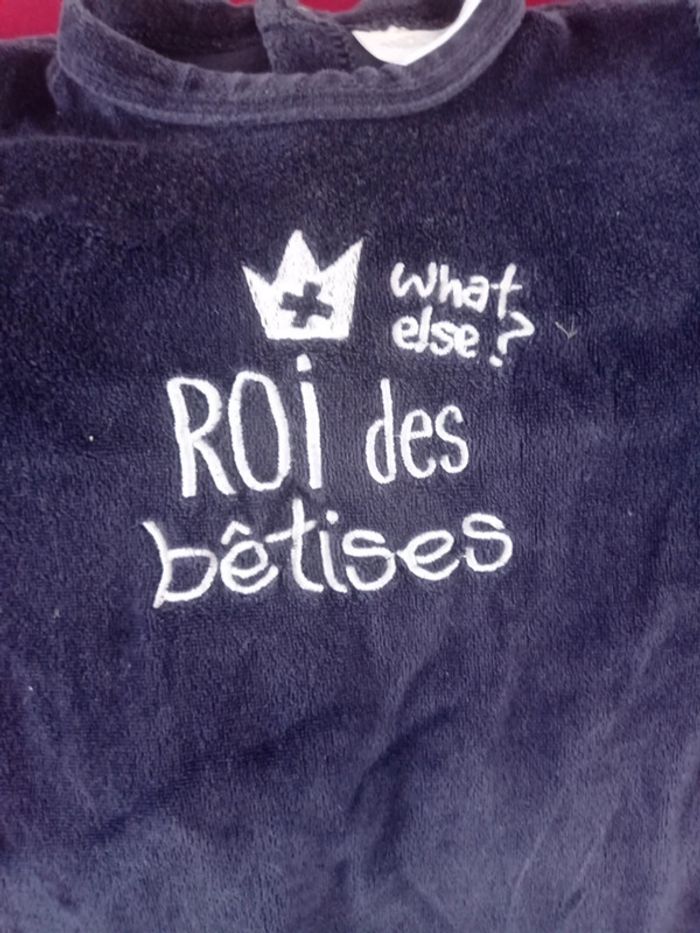 What
else?
ROi des
bêtises